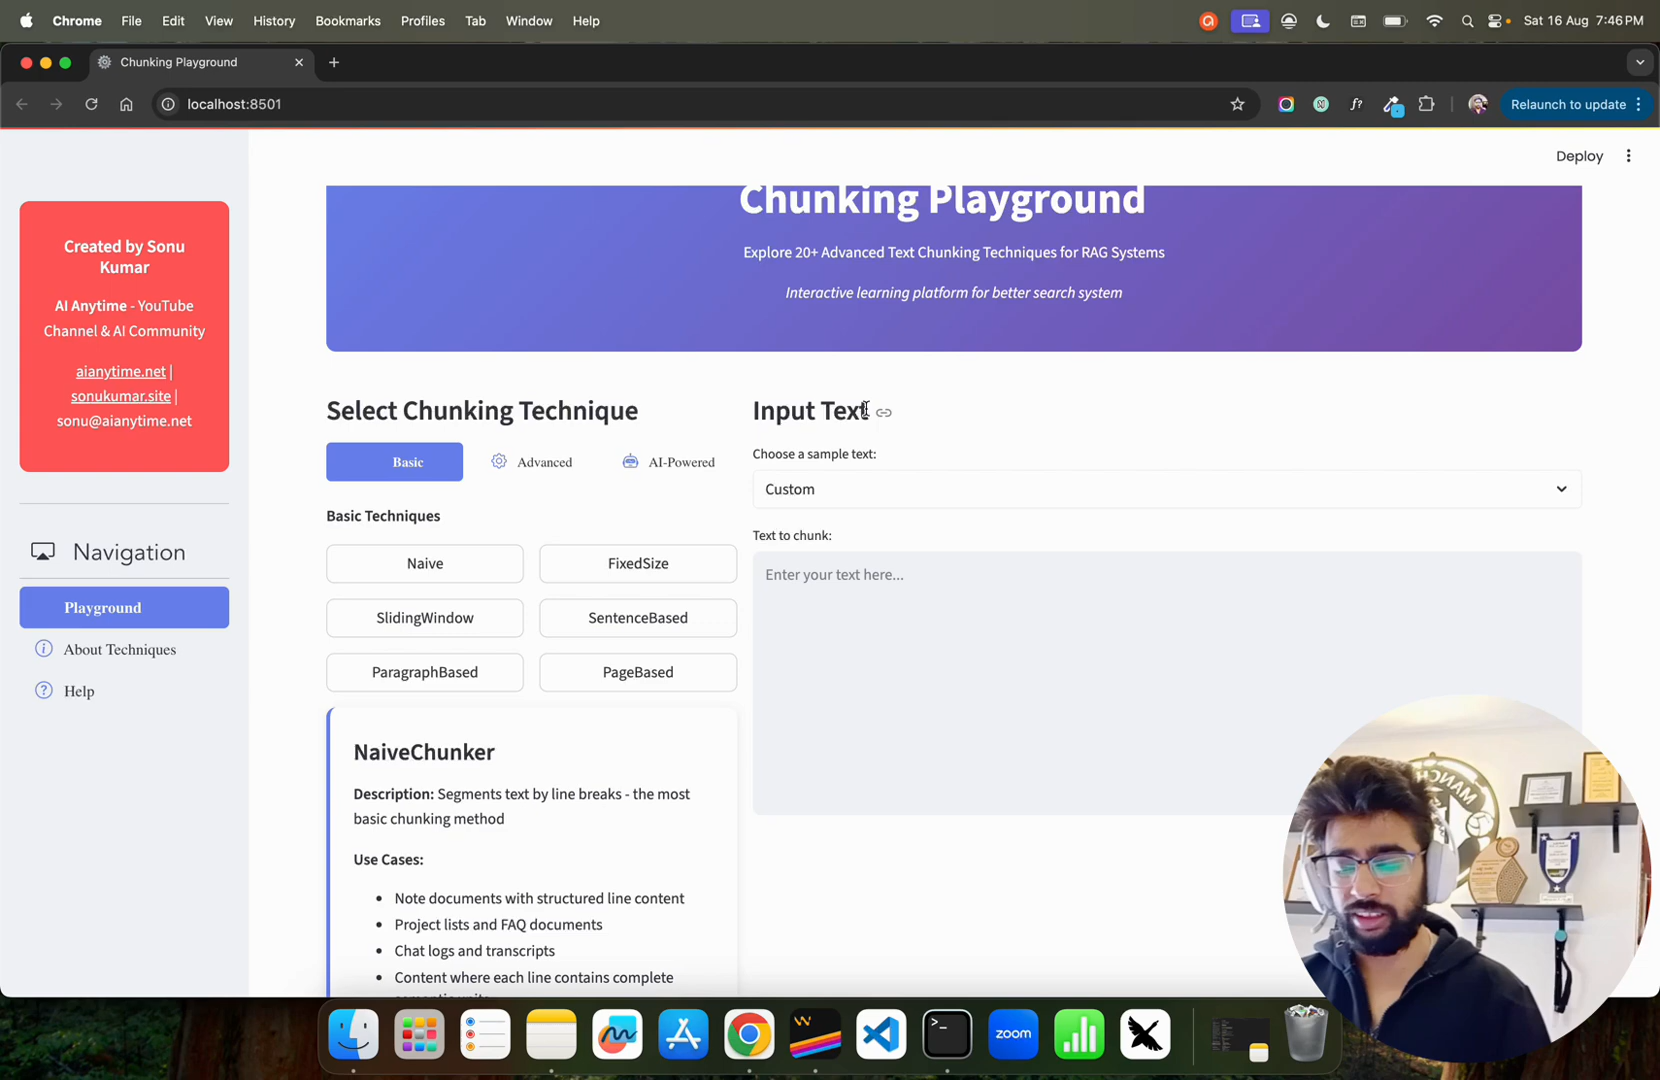 Chrome File Edit View History Bookmarks Profiles Tab Window Help
Sat 16 Aug 7:46 PM
Chunking Playground
localhost:8501
Relaunch to update
Deploy
Created by Sonu
Kumar
AI Anytime - YouTube
Channel & AI Community
aianytime.net |
sonukumar.site |
sonu@aianytime.net
Navigation
Playground
About Techniques
Help
Chunking Playground
Explore 20+ Advanced Text Chunking Techniques for RAG Systems
Interactive learning platform for better search system
Select Chunking Technique
Basic Advanced AI-Powered
Basic Techniques
Naive FixedSize
SlidingWindow SentenceBased
ParagraphBased PageBased
NaiveChunker
Description: Segments text by line breaks - the most
basic chunking method
Use Cases:
• Note documents with structured line content
• Project lists and FAQ documents
• Chat logs and transcripts
• Content where each line contains complete
Input Text
Choose a sample text:
Custom
Text to chunk:
Enter your text here...
zoom